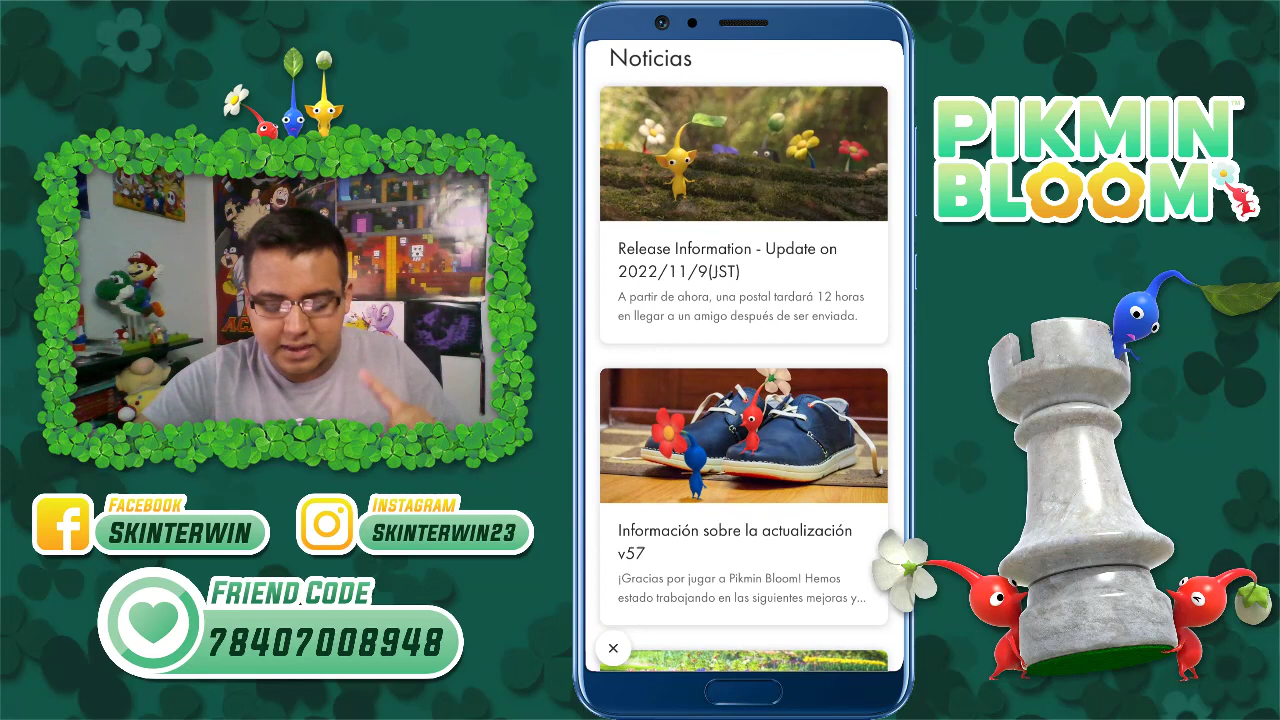 Noticias
Release Information - Update on
2022/11/9(JST)
A partir de ahora, una postal tardará 12 horas
en llegar a un amigo después de ser enviada.
Información sobre la actualización
v57
¡Gracias por jugar a Pikmin Bloom! Hemos
estado trabajando en las siguientes mejoras y...
PIKMIN™
BLOOM
FACEBOOK
SKINTERWIN
INSTAGRAM
SKINTERWIN23
FRIEND CODE
78407008948